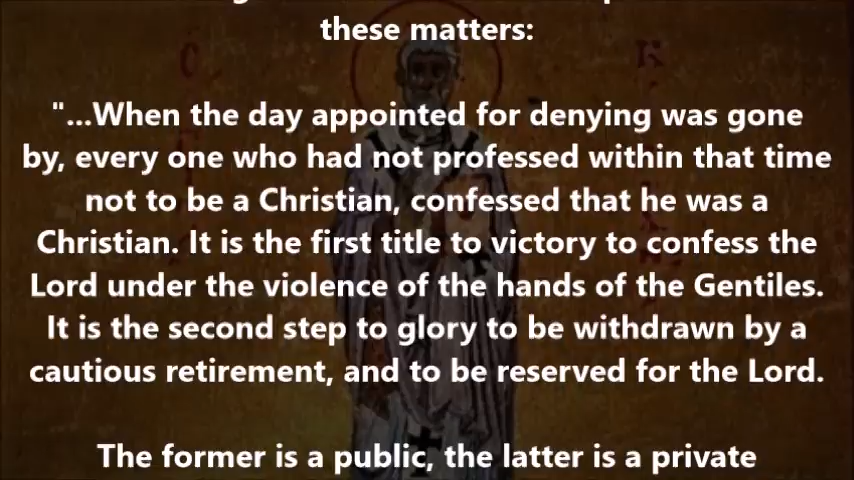 these matters:
"...When the day appointed for denying was gone
by, every one who had not professed within that time
not to be a Christian, confessed that he was a
Christian. It is the first title to victory to confess the
Lord under the violence of the hands of the Gentiles.
It is the second step to glory to be withdrawn by a
cautious retirement, and to be reserved for the Lord.
The former is a public, the latter is a private